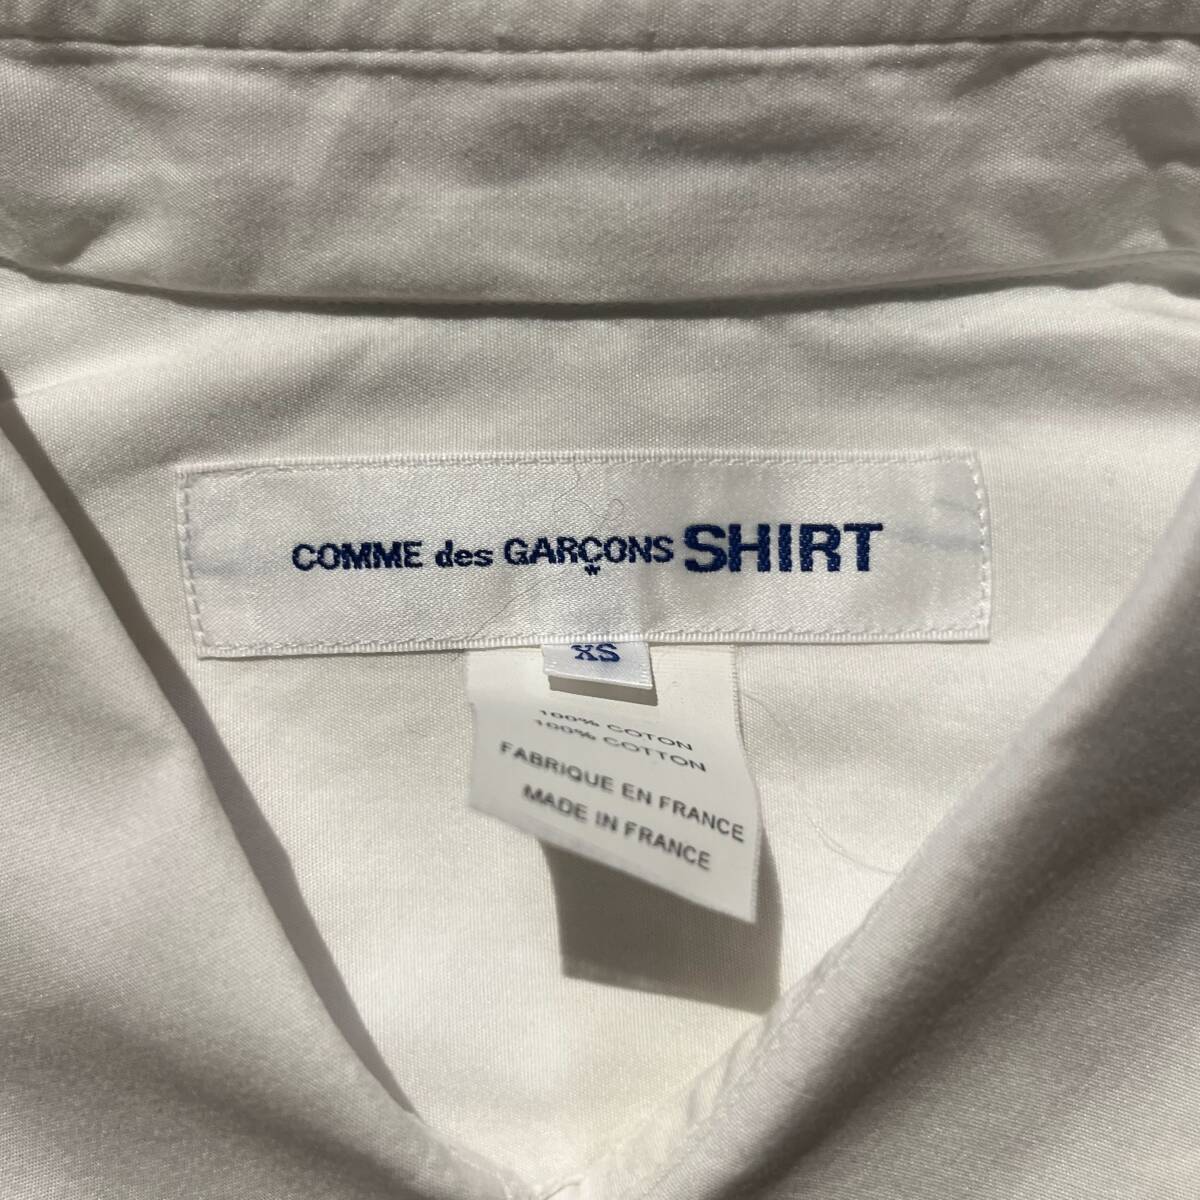 COMME des GARÇONS SHIRT
XS
100% COTON
100% COTTON
FABRIQUE EN FRANCE
MADE IN FRANCE